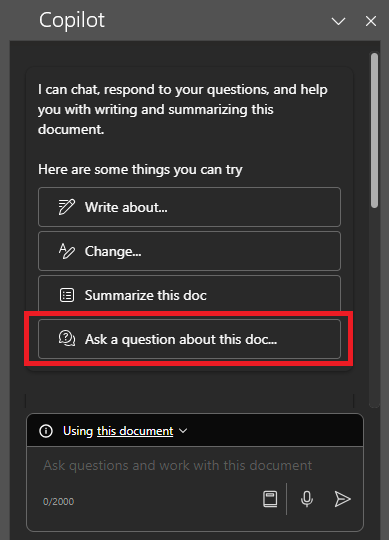 Copilot
I can chat, respond to your questions, and help
you with writing and summarizing this
document.
Here are some things you can try
Write about...
Change...
Summarize this doc
Ask a question about this doc...
Using this document
Ask questions and work with this document
0/2000